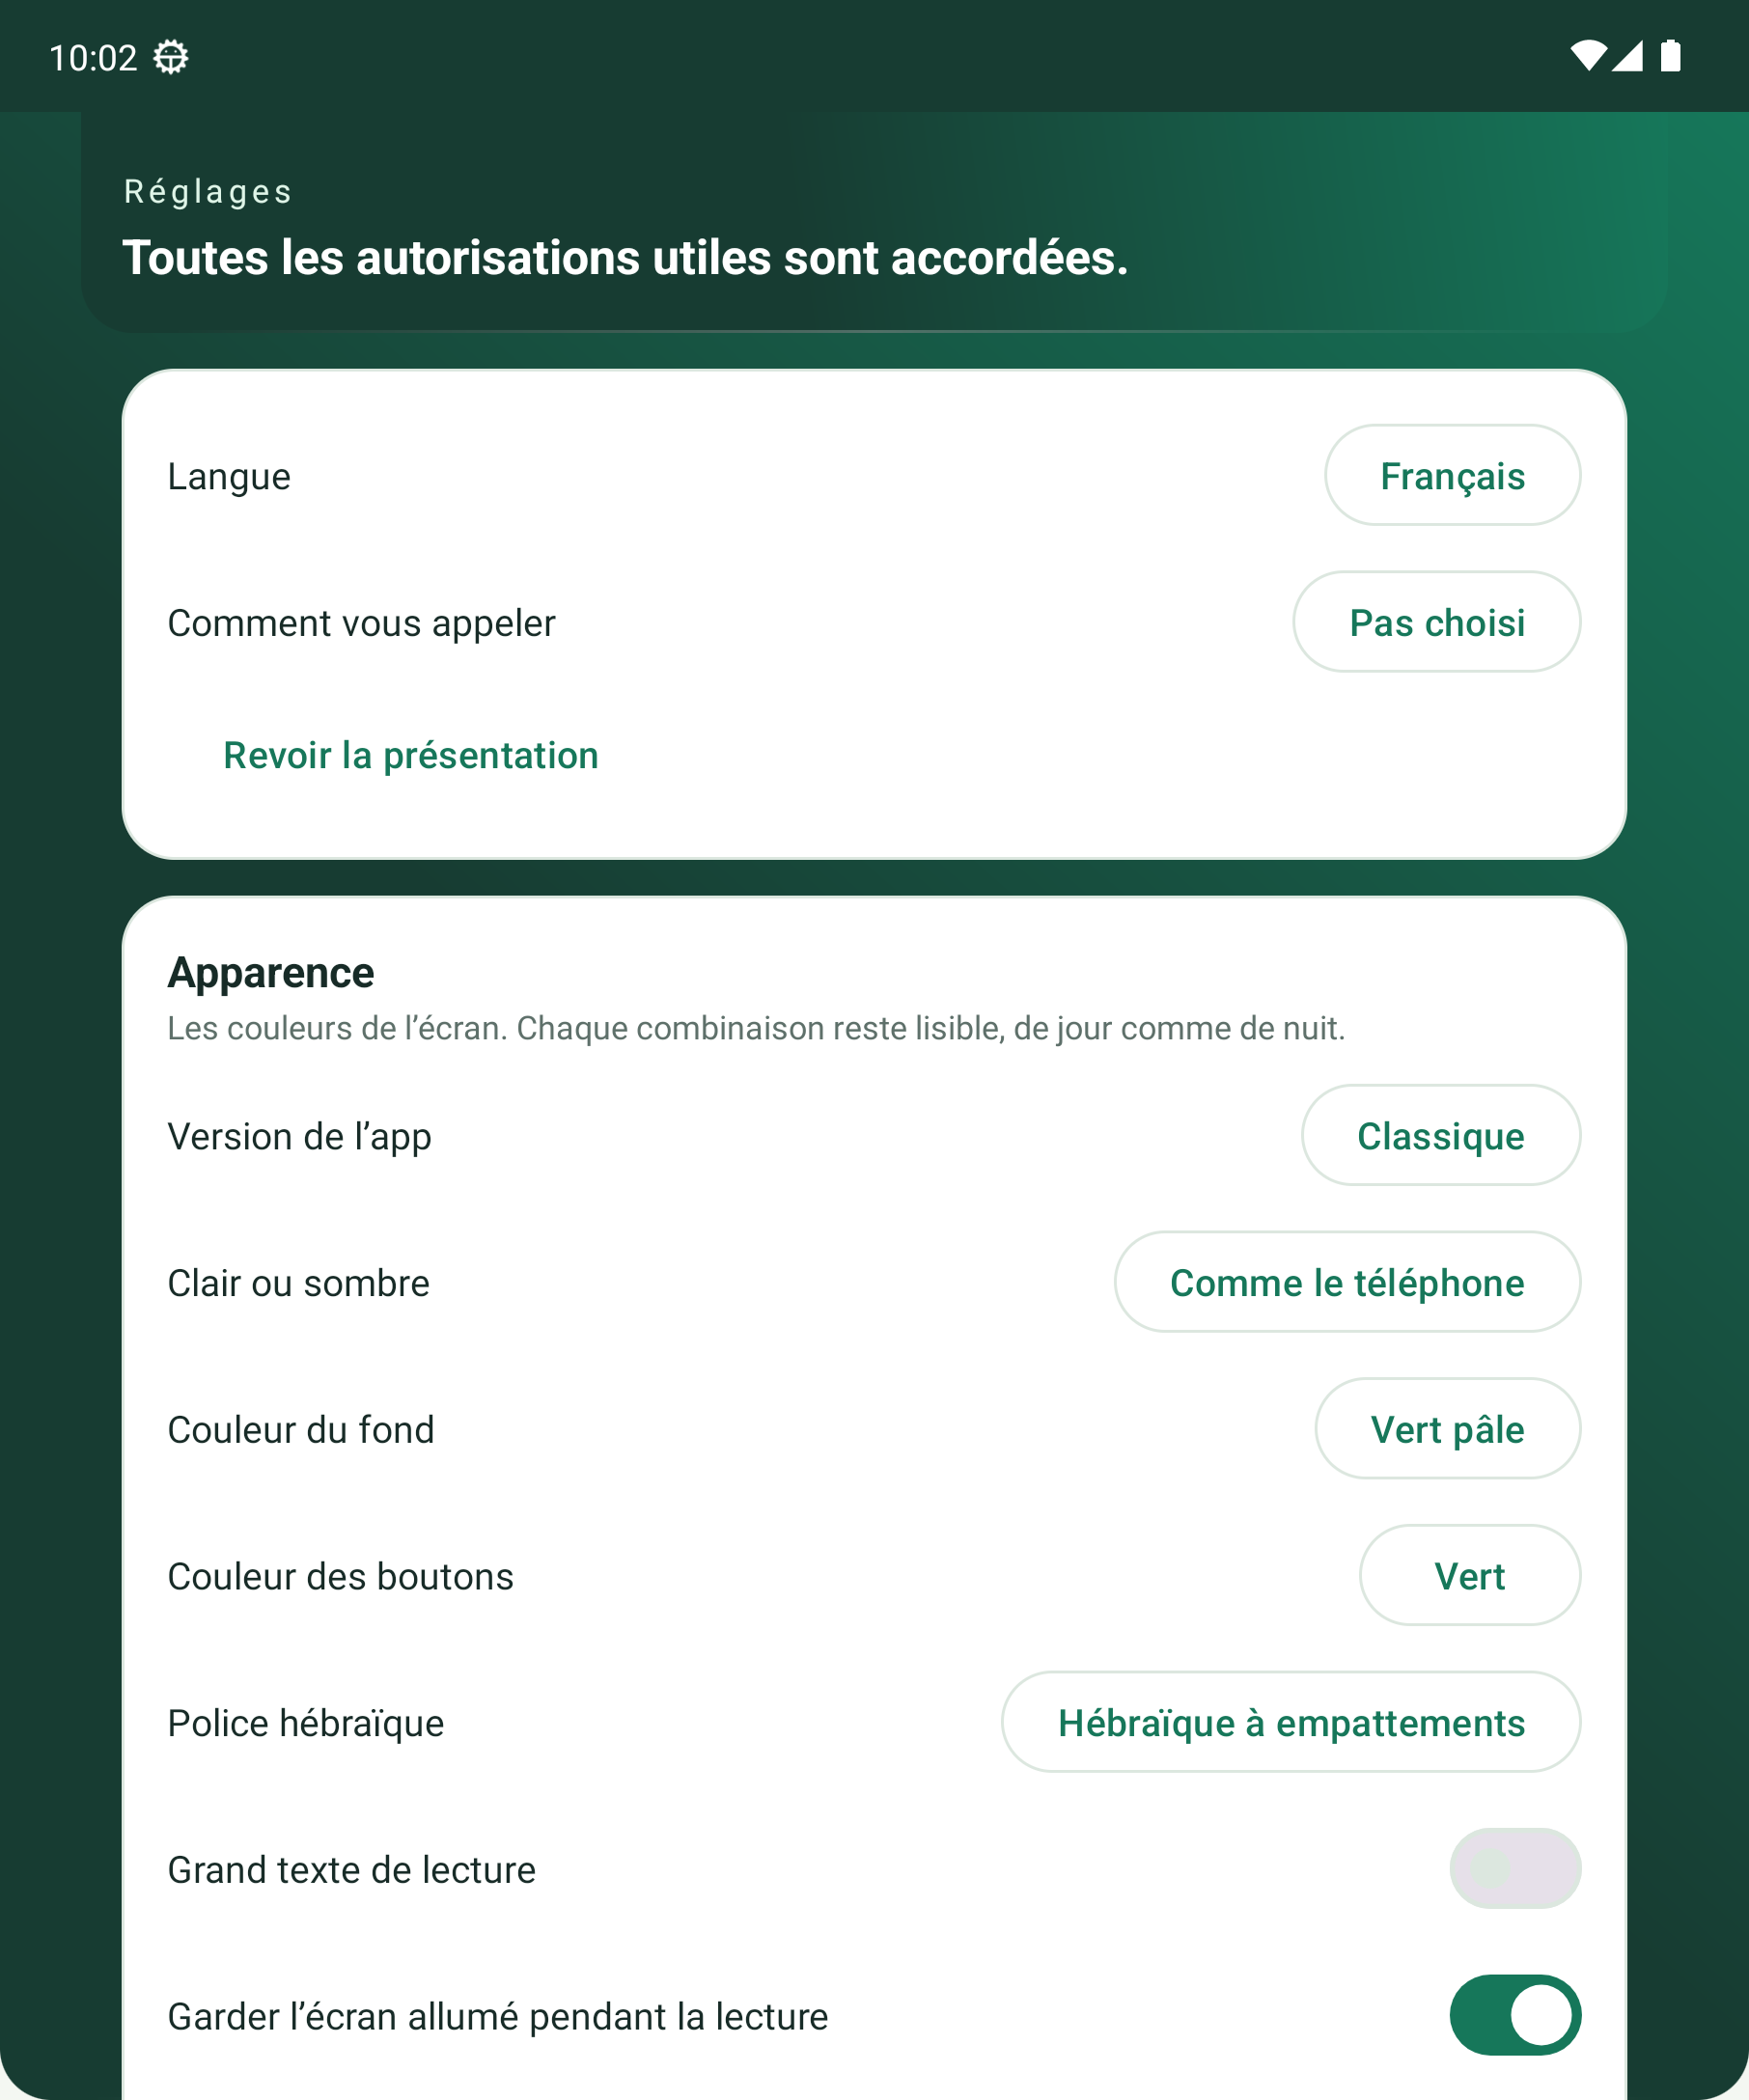 10:02
Réglages
Toutes les autorisations utiles sont accordées.
Langue
Français
Comment vous appeler
Pas choisi
Revoir la présentation
Apparence
Les couleurs de l’écran. Chaque combinaison reste lisible, de jour comme de nuit.
Version de l’app
Classique
Clair ou sombre
Comme le téléphone
Couleur du fond
Vert pâle
Couleur des boutons
Vert
Police hébraïque
Hébraïque à empattements
Grand texte de lecture
Garder l’écran allumé pendant la lecture